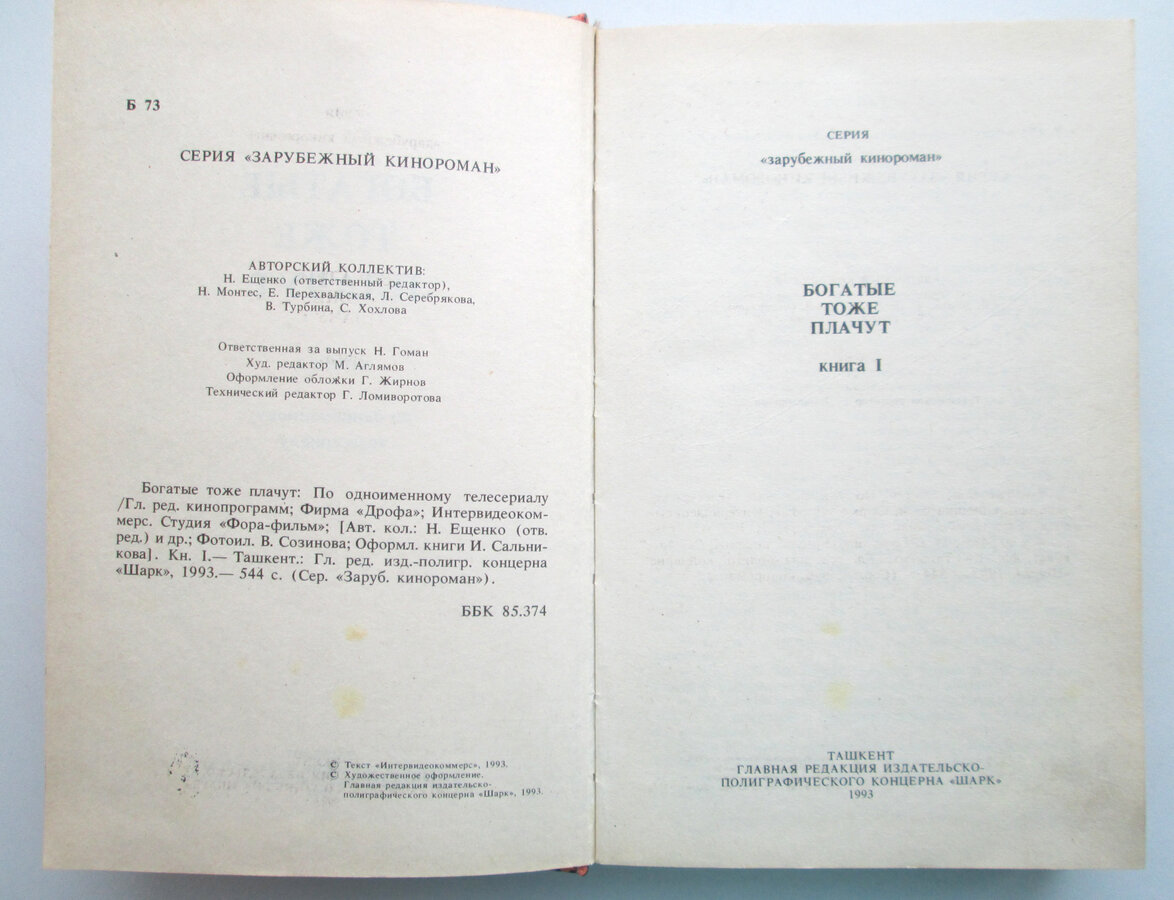 Б 73
СЕРИЯ «ЗАРУБЕЖНЫЙ КИНОРОМАН»
АВТОРСКИЙ КОЛЛЕКТИВ:
Н. Ещенко (ответственный редактор),
Н. Монтес, Е. Перехвальская, Л. Серебрякова,
В. Турбина, С. Хохлова
Ответственная за выпуск Н. Гоман
Худ. редактор М. Аглямов
Оформление обложки Г. Жирнов
Технический редактор Г. Ломиворотова
Богатые тоже плачут: По одноименному телесериалу
/Гл. ред. кинопрограмм; Фирма «Дрофа»; Интервидеоком-
мерс. Студия «Фора-фильм»; [Авт. кол.: Н. Ещенко (отв.
ред.) и др.; Фотоил. В. Созинова; Оформл. книги И. Сальни-
кова]. Кн. I.— Ташкент.: Гл. ред. изд.-полигр. концерна
«Шарк», 1993.— 544 с. (Сер. «Заруб. кинороман»).
ББК 85.374
© Текст «Интервидеокоммерс», 1993.
© Художественное оформление.
Главная редакция издательско-
полиграфического концерна «Шарк», 1993.
СЕРИЯ
«зарубежный кинороман»
БОГАТЫЕ
ТОЖЕ
ПЛАЧУТ
книга I
ТАШКЕНТ
ГЛАВНАЯ РЕДАКЦИЯ ИЗДАТЕЛЬСКО-
ПОЛИГРАФИЧЕСКОГО КОНЦЕРНА «ШАРК»
1993